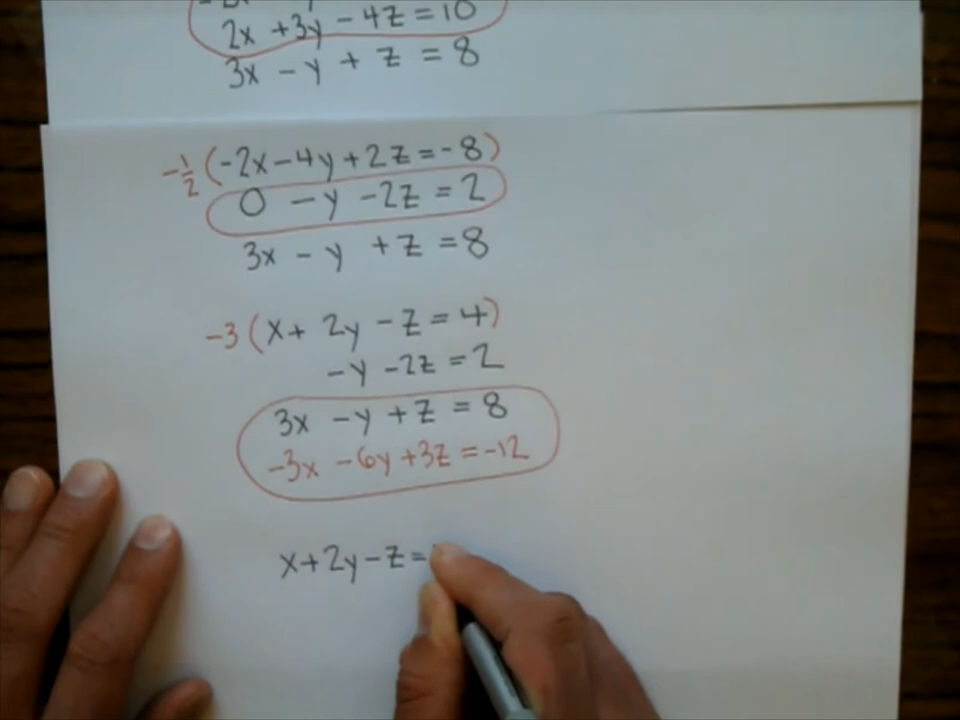 2x + 3y - 4z = 10
3x - y + z = 8
-1/2 (-2x - 4y + 2z = -8)
0 - y - 2z = 2
3x - y + z = 8
-3 (x + 2y - z = 4)
-y - 2z = 2
3x - y + z = 8
-3x - 6y + 3z = -12
x + 2y - z =